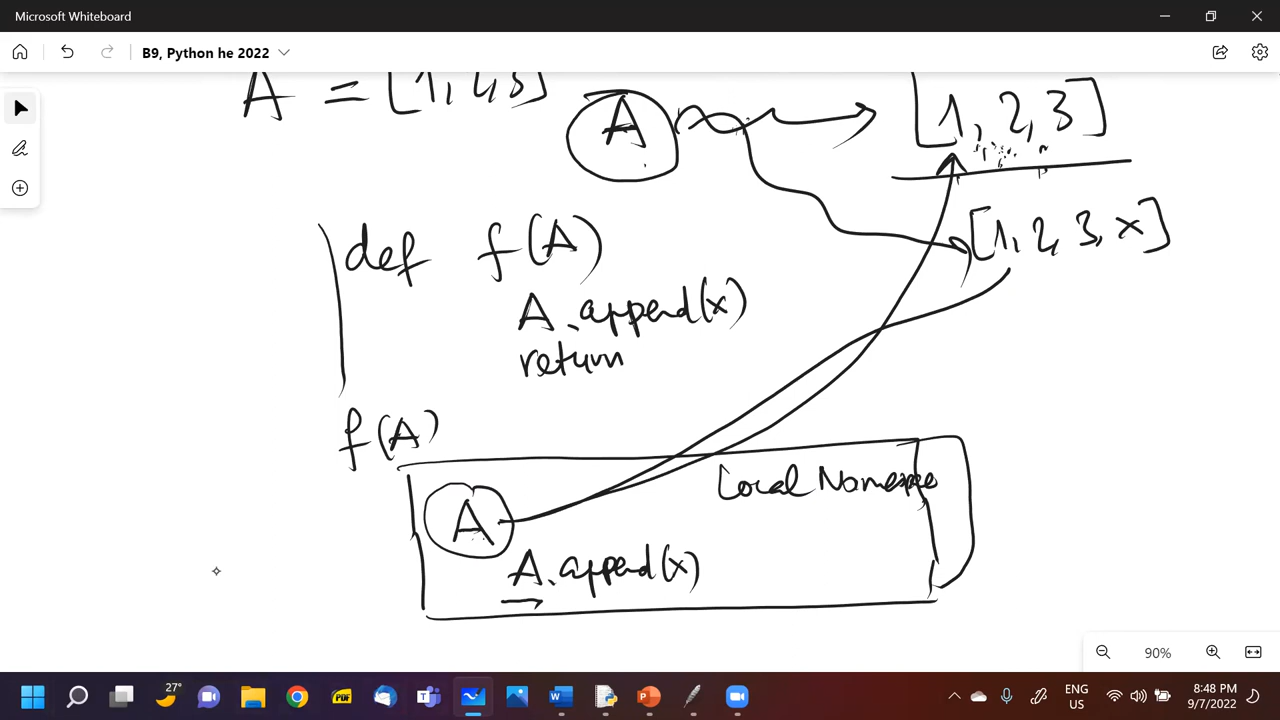 Microsoft Whiteboard
B9, Python he 2022
A = [1, 2, 3]
A
[1, 2, 3]
[1, 2, 3, x]
def f(A)
A.append(x)
return
f(A)
Local
A
A.append(x)
90%
27°
PDF
ENG
US
8:48 PM
9/7/2022